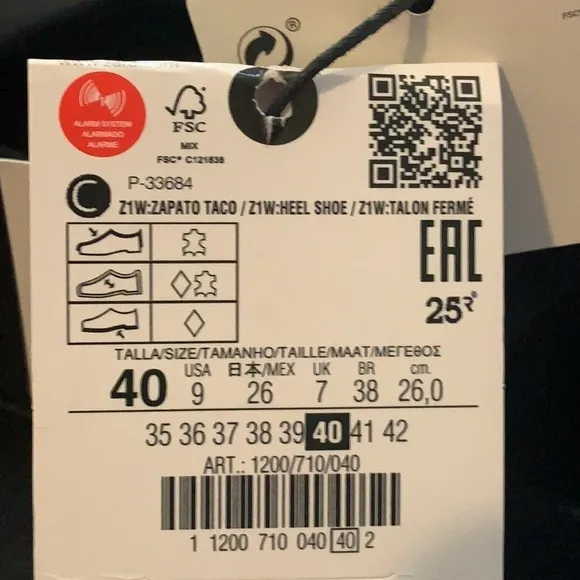 ®
FSC®
ALARM SYSTEM
ALARMADO
ALARME
FSC
MIX
FSC® C121838
C
P-33684
Z1W:ZAPATO TACO / Z1W:HEEL SHOE / Z1W:TALON FERMÉ
EAC
25R
TALLA/SIZE/TAMANHO/TAILLE/MAAT/ΜΕΓΕΘΟΣ
40 USA 9 日本/MEX 26 UK 7 BR 38 cm. 26,0
35 36 37 38 39 40 41 42
ART.: 1200/710/040
1 1200 710 040 40 2